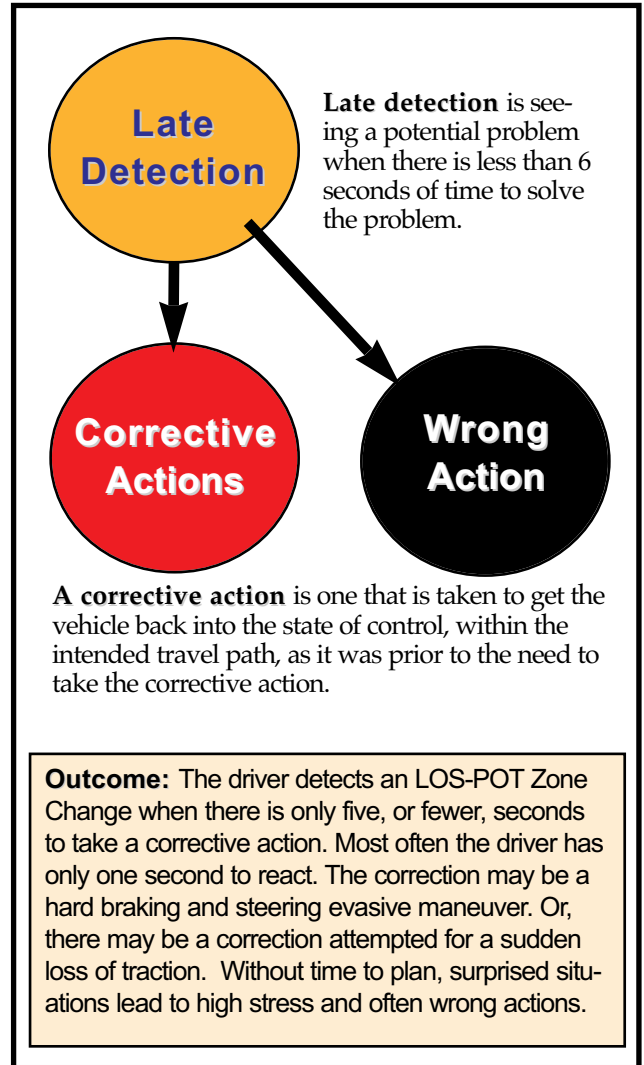 Late
Detection
Late detection is see-
ing a potential problem
when there is less than 6
seconds of time to solve
the problem.
Corrective
Actions
Wrong
Action
A corrective action is one that is taken to get the
vehicle back into the state of control, within the
intended travel path, as it was prior to the need to
take the corrective action.
Outcome: The driver detects an LOS-POT Zone
Change when there is only five, or fewer, seconds
to take a corrective action. Most often the driver has
only one second to react. The correction may be a
hard braking and steering evasive maneuver. Or,
there may be a correction attempted for a sudden
loss of traction. Without time to plan, surprised situ-
ations lead to high stress and often wrong actions.